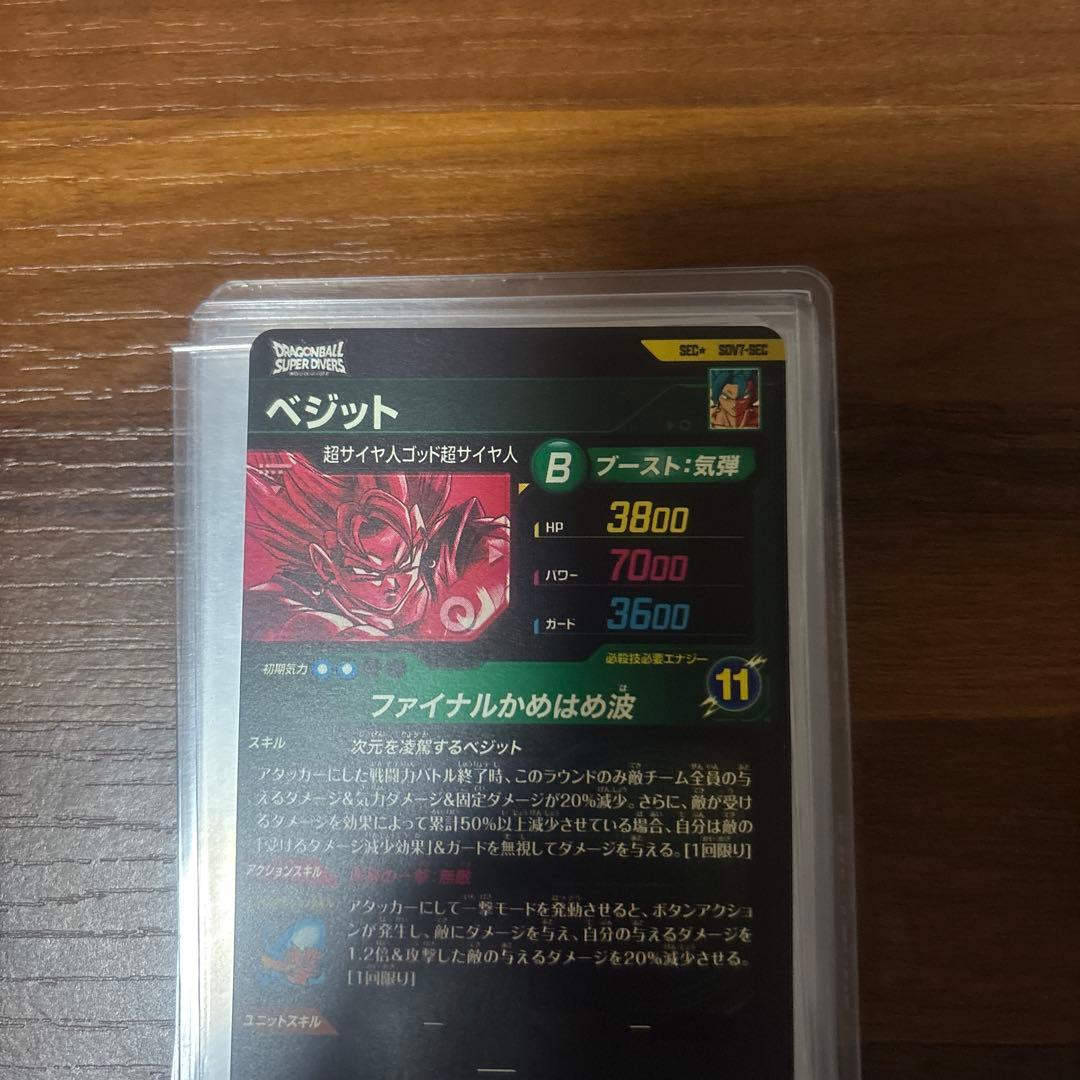 DRAGONBALL
SUPER DIVERS
SEC★ SDV7-SEC
ベジット
超サイヤ人ゴッド超サイヤ人
B ブースト:気弾
HP 3800
パワー 7000
ガード 3600
初期気力
必殺技必要エナジー
11
ファイナルかめはめ波
スキル 次元を凌駕するベジット
アタッカーにした戦闘力バトル終了時、このラウンドのみ敵チーム全員の与
えるダメージ&気力ダメージ&固定ダメージが20%減少。さらに、敵が受け
るダメージを効果によって累計50%以上減少させている場合、自分は敵の
「受けるダメージ減少効果」&ガードを無視してダメージを与える。[1回限り]
アクションスキル
の一撃:無敵
アタッカーにして一撃モードを発動させると、ボタンアクショ
ンが発生し、敵にダメージを与え、自分の与えるダメージを
1.2倍&攻撃した敵の与えるダメージを20%減少させる。
[1回限り]
ユニットスキル
— —
—